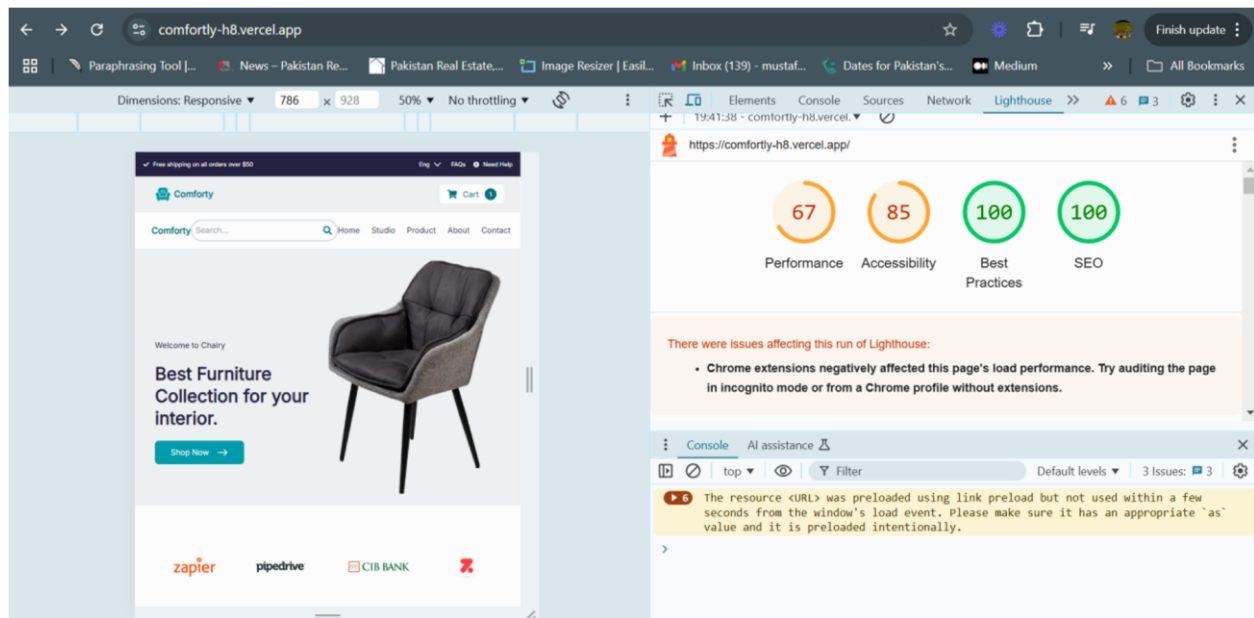 comfortly-h8.vercel.app
Finish update
Paraphrasing Tool |...
News – Pakistan Re...
Pakistan Real Estate,...
Image Resizer | Easil...
Inbox (139) - mustaf...
Dates for Pakistan's...
Medium
»
All Bookmarks
Dimensions: Responsive ▼ 786 x 928 50% ▼ No throttling ▼
Elements Console Sources Network Lighthouse » 6 3
19:41:38 - comfortly-h8.vercel. ▼
https://comfortly-h8.vercel.app/
Free shipping on all orders over $50
Eng FAQs Need Help
Comforty
Cart 1
Comforty Search... Home Studio Product About Contact
Welcome to Chairy
Best Furniture
Collection for your
interior.
Shop Now →
zapier
pipedrive
CIB BANK
67
Performance
85
Accessibility
100
Best
Practices
100
SEO
There were issues affecting this run of Lighthouse:
• Chrome extensions negatively affected this page's load performance. Try auditing the page
in incognito mode or from a Chrome profile without extensions.
Console AI assistance
top ▼ Filter Default levels ▼ 3 Issues: 3
6 The resource <URL> was preloaded using link preload but not used within a few
seconds from the window's load event. Please make sure it has an appropriate `as`
value and it is preloaded intentionally.